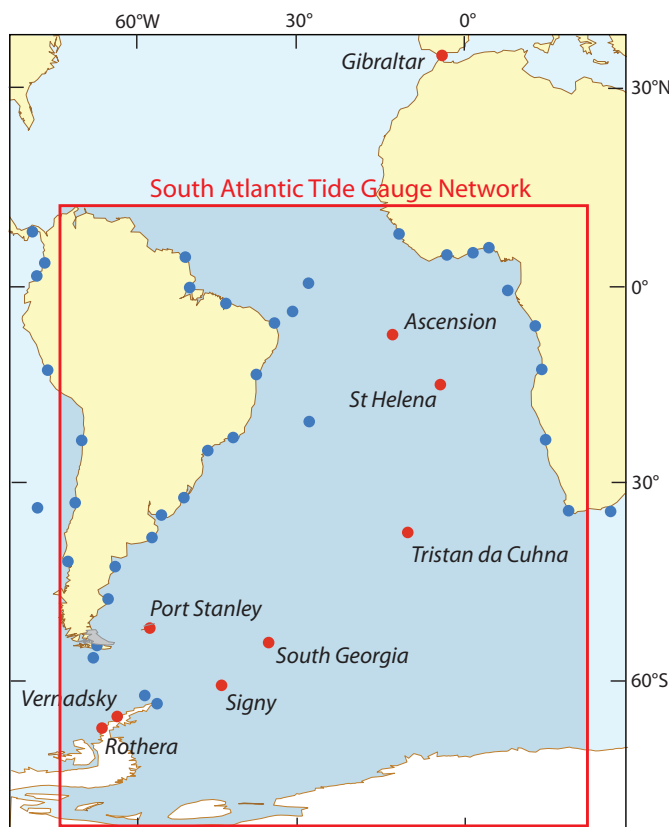 60°W
30°
0°
Gibraltar
30°N
South Atlantic Tide Gauge Network
0°
Ascension
St Helena
30°
Tristan da Cuhna
Port Stanley
South Georgia
60°S
Vernadsky
Signy
Rothera